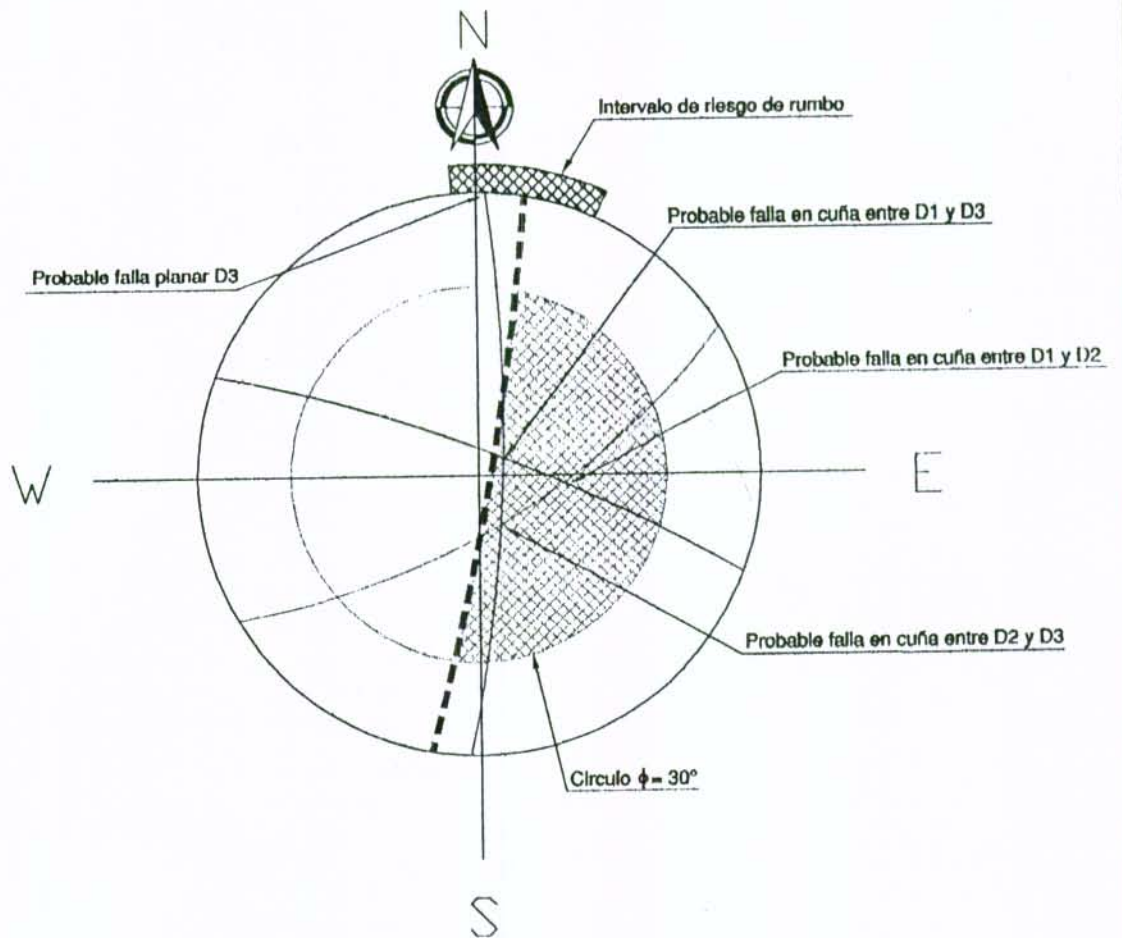 N
Intervalo de riesgo de rumbo
Probable falla en cuña entre D1 y D3
Probable falla planar D3
Probable falla en cuña entre D1 y D2
W
E
Probable falla en cuña entre D2 y D3
Circulo ϕ = 30°
S